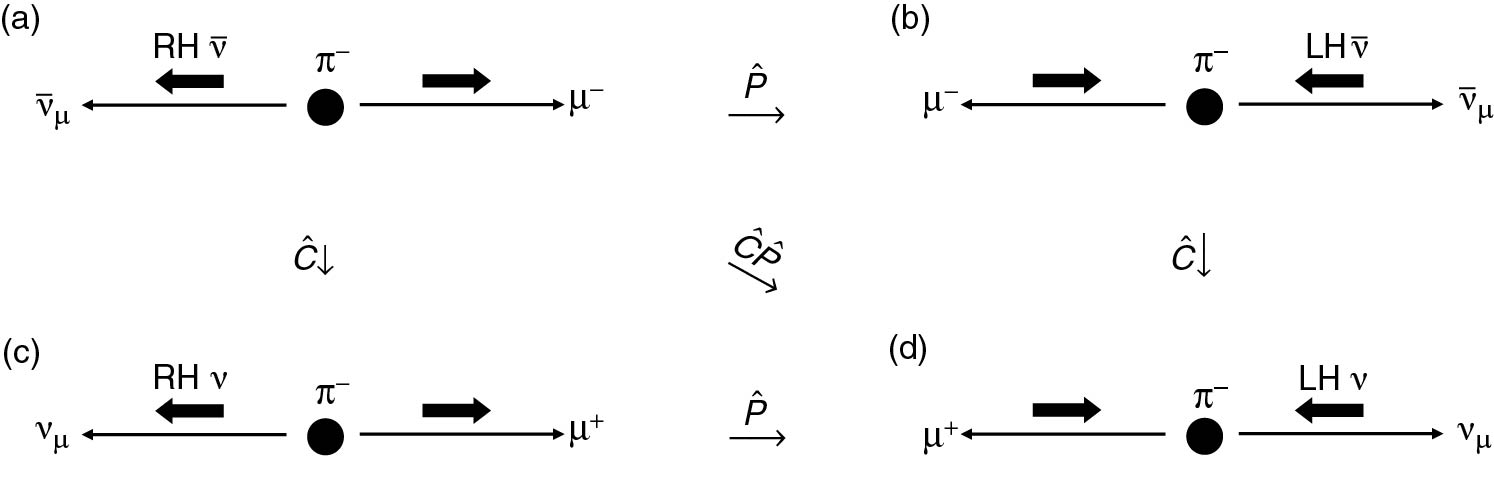 (a)
RH ν̅
π⁻
ν̅μ
μ⁻
P̂
(b)
LH ν̅
π⁻
μ⁻
ν̅μ
Ĉ
ĈP̂
Ĉ
(c)
RH ν
π⁻
νμ
μ⁺
P̂
(d)
LH ν
π⁻
μ⁺
νμ